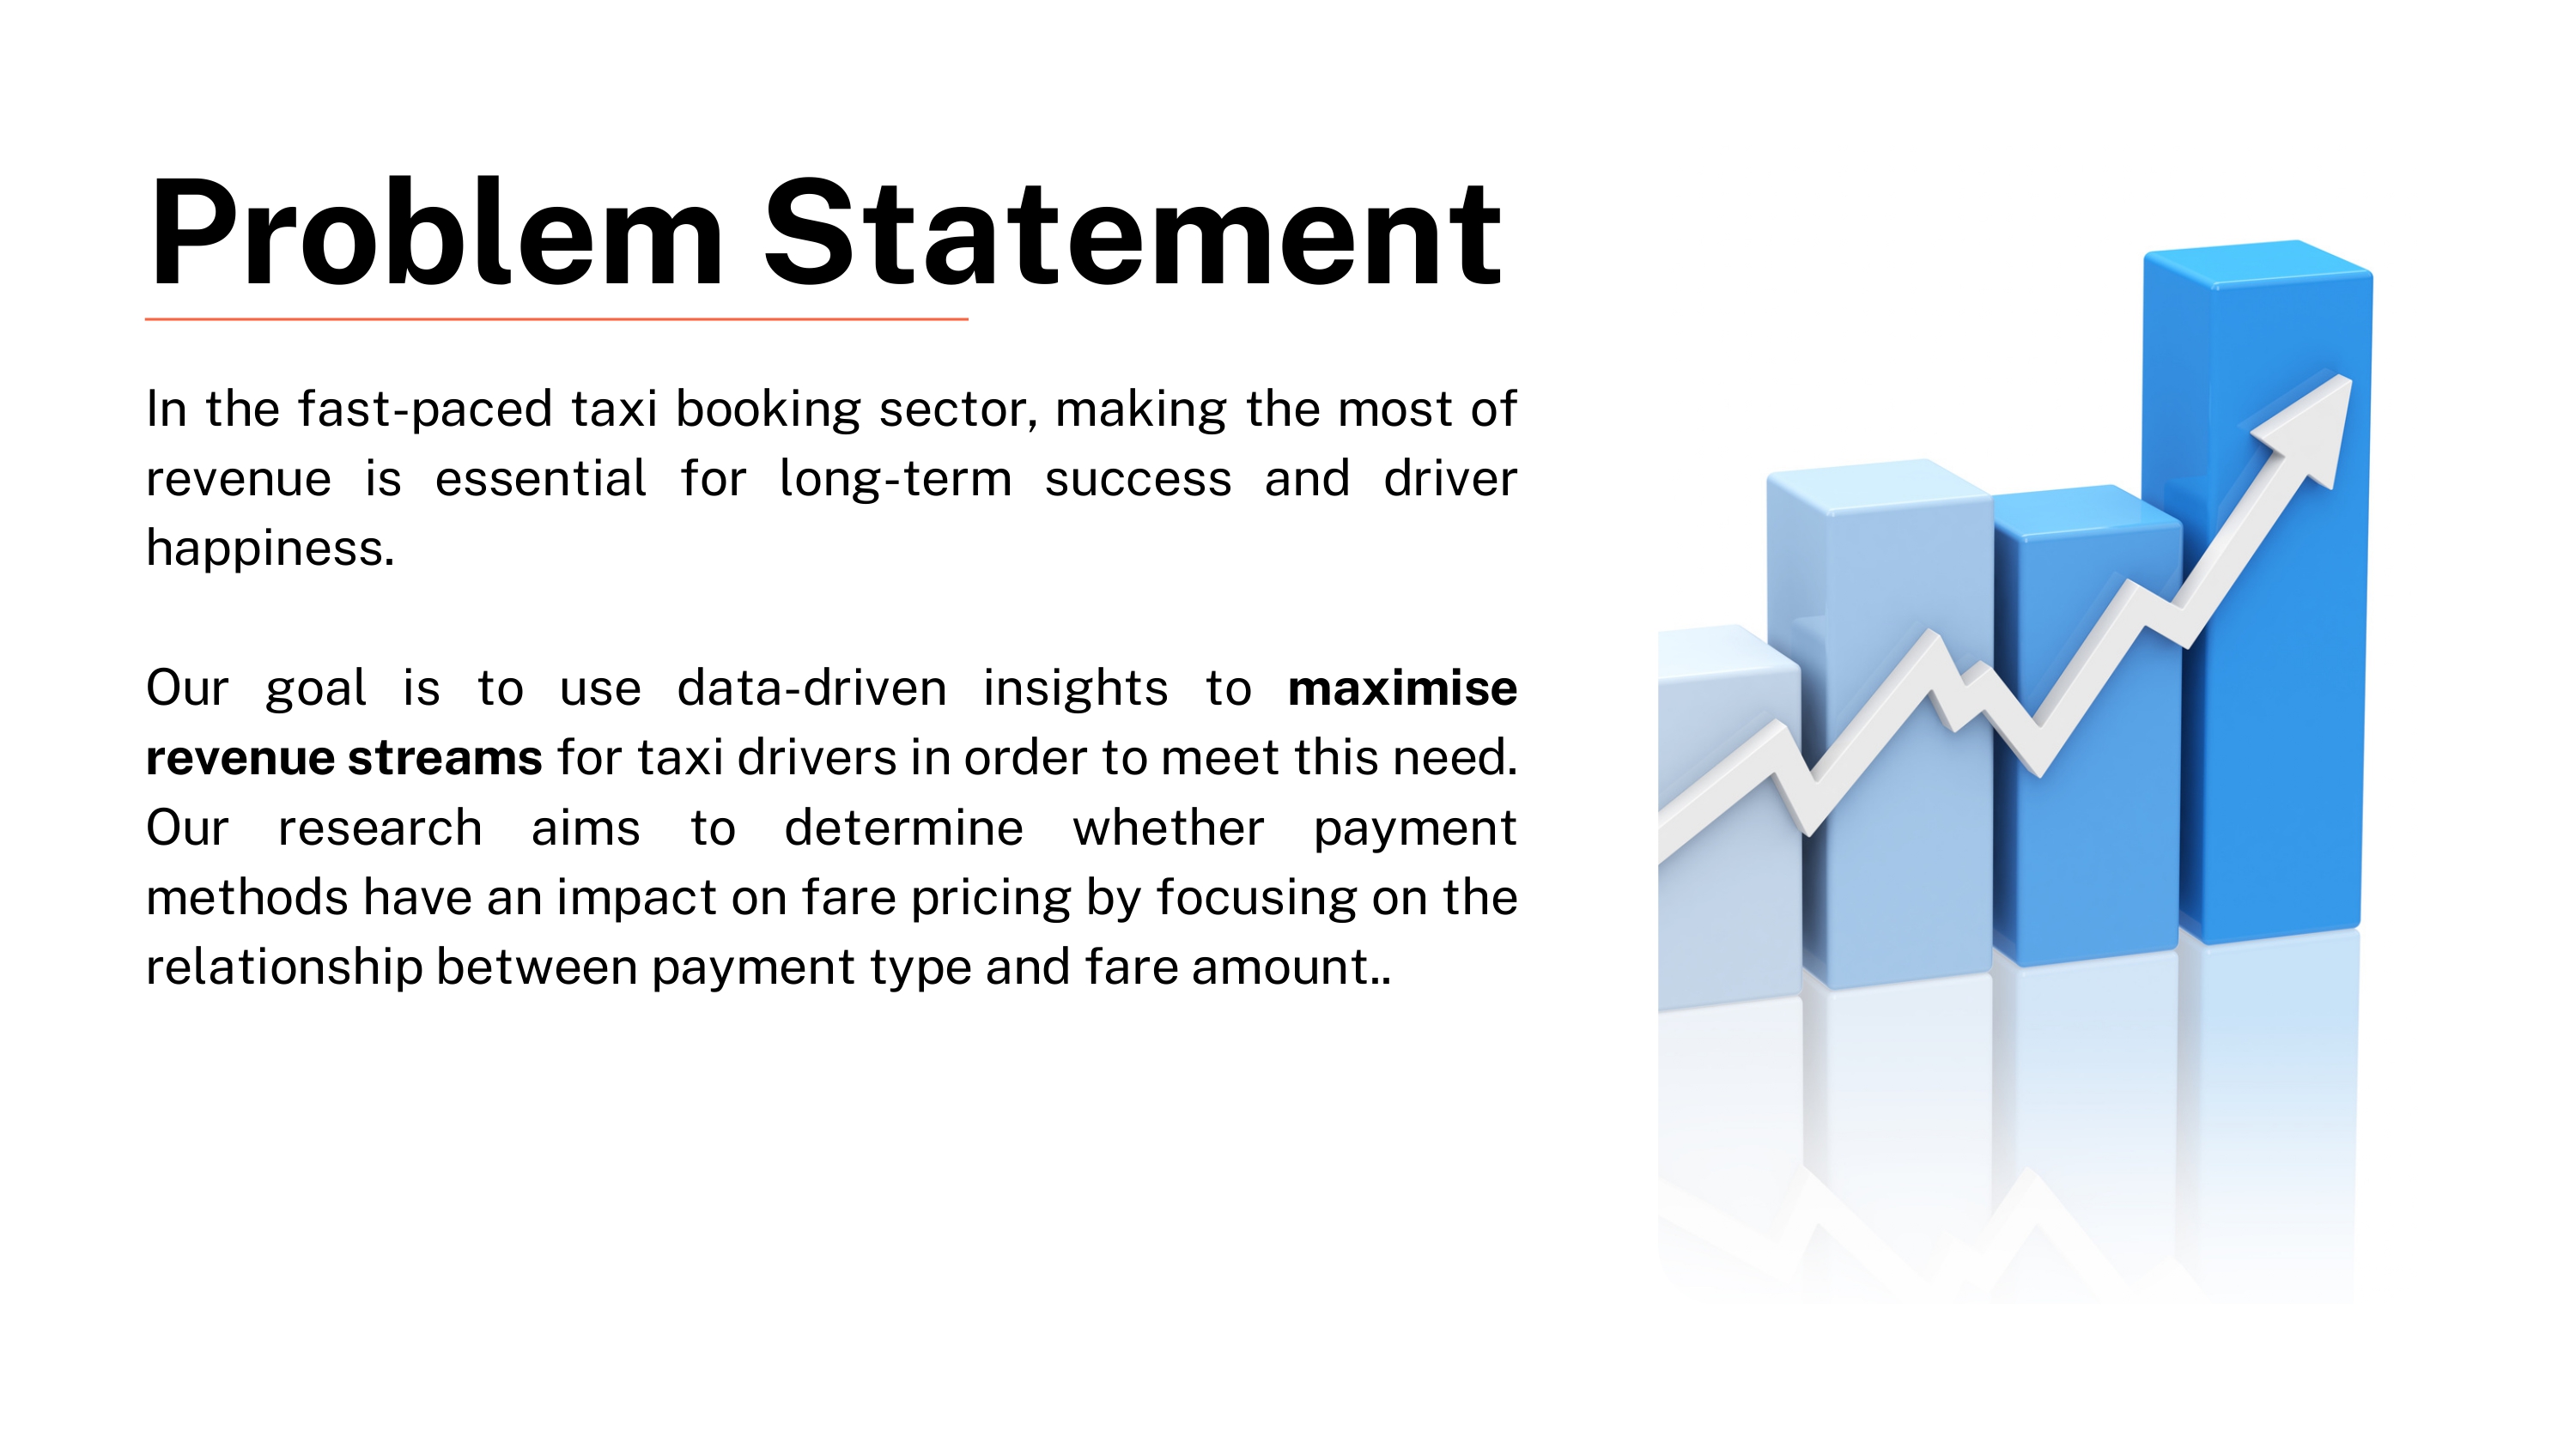 Problem Statement
In the fast-paced taxi booking sector, making the most of
revenue is essential for long-term success and driver
happiness.
Our goal is to use data-driven insights to maximise
revenue streams for taxi drivers in order to meet this need.
Our research aims to determine whether payment
methods have an impact on fare pricing by focusing on the
relationship between payment type and fare amount..